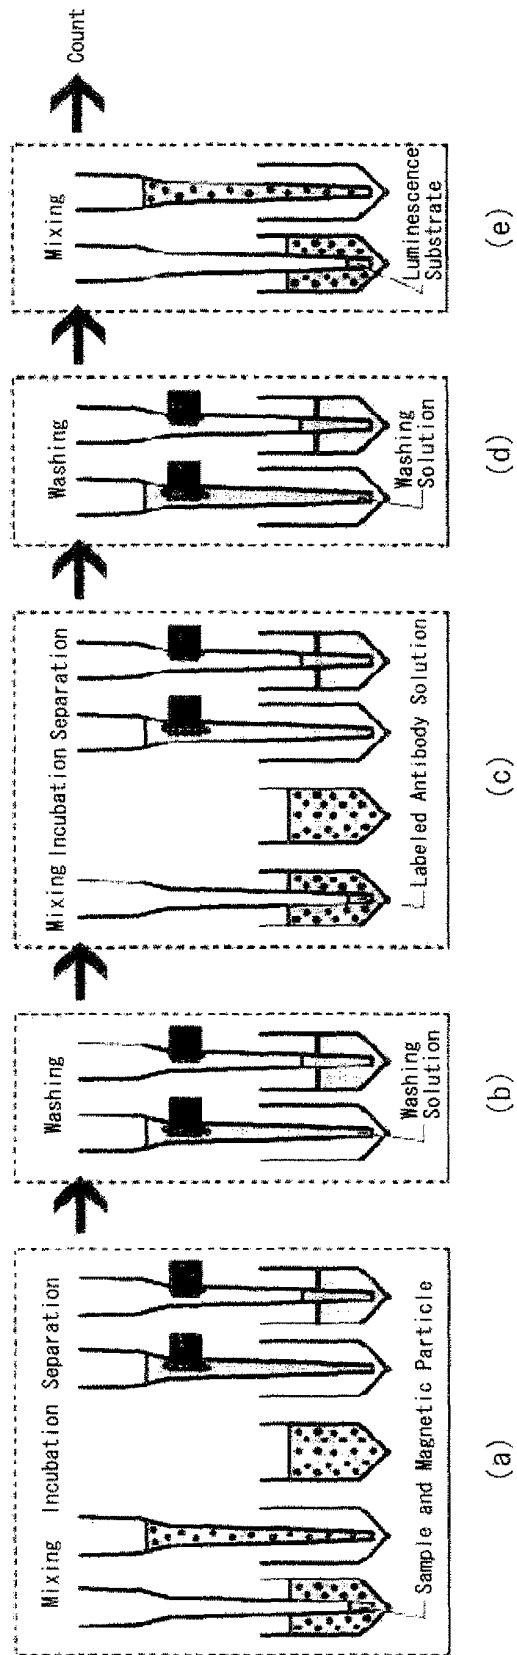 Mixing Incubation Separation
Sample and Magnetic Particle
(a)
Washing
Washing
Solution
(b)
Mixing Incubation Separation
Labeled Antibody Solution
(c)
Washing
Washing
Solution
(d)
Mixing
Luminescence
Substrate
(e)
Count